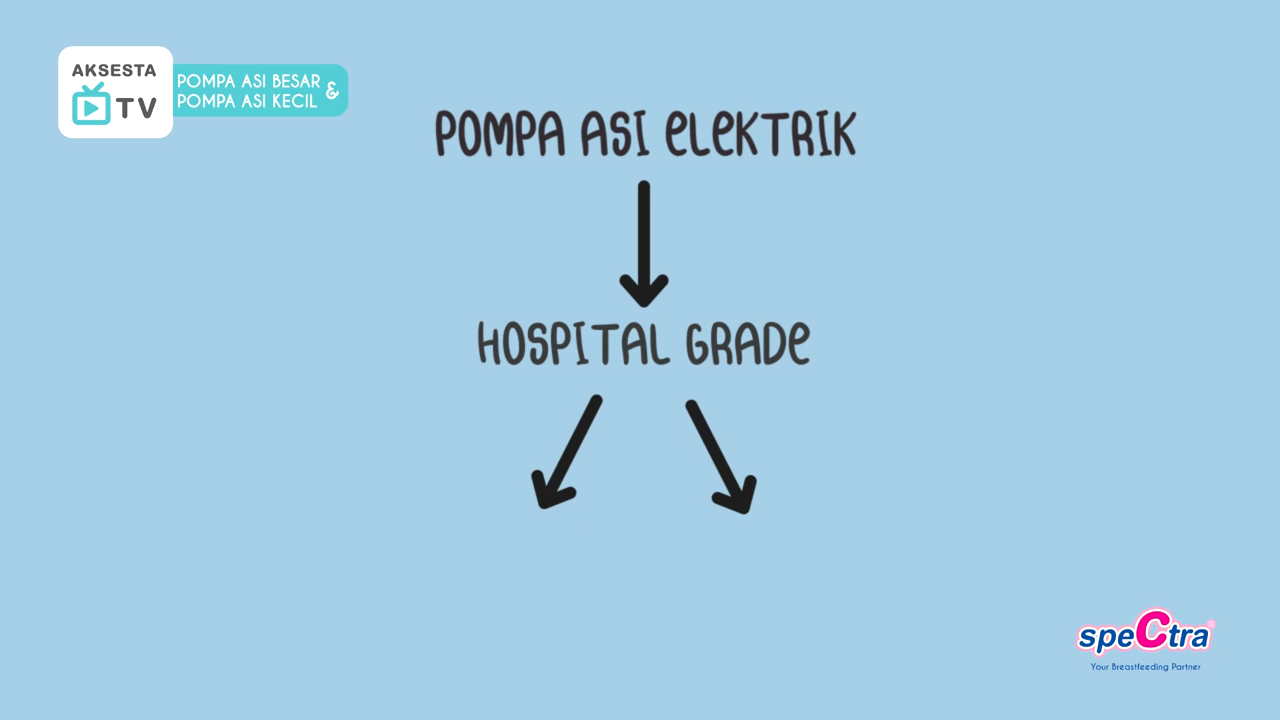 AKSESTA
TV
POMPA ASI BESAR &
POMPA ASI KECIL
POMPA ASI ELEKTRIK
HOSPITAL GRADE
speCtra®
Your Breastfeeding Partner